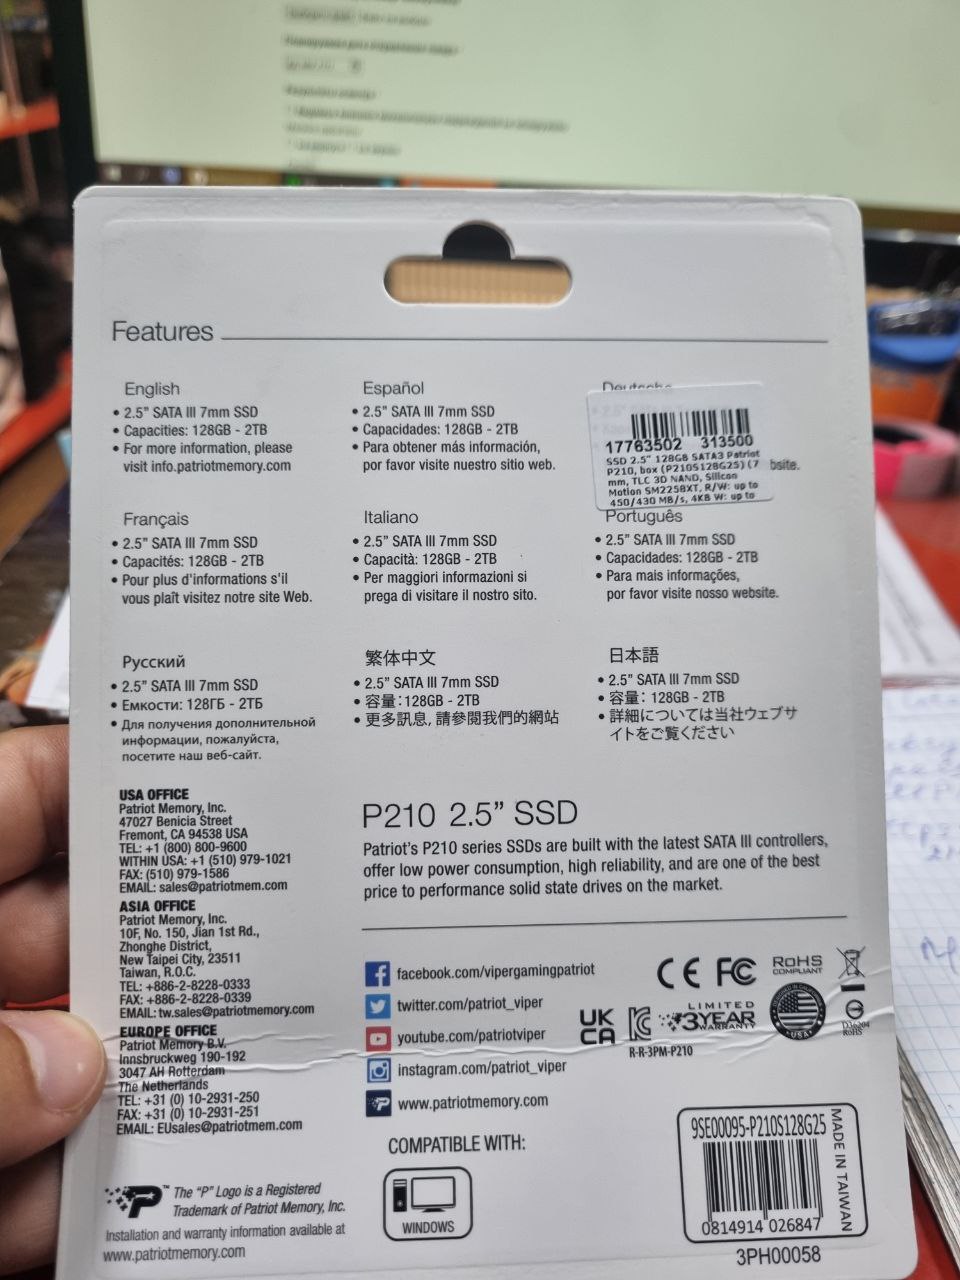 Features
English
• 2.5" SATA III 7mm SSD
• Capacities: 128GB - 2TB
• For more information, please
visit info.patriotmemory.com
Español
• 2.5" SATA III 7mm SSD
• Capacidades: 128GB - 2TB
• Para obtener más información,
por favor visite nuestro sitio web.
17763502 313500
SSD 2.5" 128GB SATA3 Patriot
P210, box (P210S128G25) (7
mm, TLC 3D NAND, Silicon
Motion SM2258XT, R/W: up to
450/430 MB/s, 4KB W: up to
bsite.
Français
• 2.5" SATA III 7mm SSD
• Capacités: 128GB - 2TB
• Pour plus d'informations s'il
vous plaît visitez notre site Web.
Italiano
• 2.5" SATA III 7mm SSD
• Capacità: 128GB - 2TB
• Per maggiori informazioni si
prega di visitare il nostro sito.
Português
• 2.5" SATA III 7mm SSD
• Capacidades: 128GB - 2TB
• Para mais informações,
por favor visite nosso website.
Русский
• 2.5" SATA III 7mm SSD
• Емкости: 128ГБ - 2ТБ
• Для получения дополнительной
информации, пожалуйста,
посетите наш веб-сайт.
繁体中文
• 2.5" SATA III 7mm SSD
• 容量：128GB - 2TB
• 更多訊息, 請參閱我們的網站
日本語
• 2.5" SATA III 7mm SSD
• 容量： 128GB - 2TB
• 詳細については当社ウェブサ
イトをご覧ください
USA OFFICE
Patriot Memory, Inc.
47027 Benicia Street
Fremont, CA 94538 USA
TEL: +1 (800) 800-9600
WITHIN USA: +1 (510) 979-1021
FAX: (510) 979-1586
EMAIL: sales@patriotmem.com
ASIA OFFICE
Patriot Memory, Inc.
10F, No. 150, Jian 1st Rd.,
Zhonghe District,
New Taipei City, 23511
Taiwan, R.O.C.
TEL: +886-2-8228-0333
FAX: +886-2-8228-0339
EMAIL: tw.sales@patriotmemory.com
EUROPE OFFICE
Patriot Memory B.V.
Innsbruckweg 190-192
3047 AH Rotterdam
The Netherlands
TEL: +31 (0) 10-2931-250
FAX: +31 (0) 10-2931-251
EMAIL: EUsales@patriotmem.com
P210 2.5" SSD
Patriot's P210 series SSDs are built with the latest SATA III controllers,
offer low power consumption, high reliability, and are one of the best
price to performance solid state drives on the market.
facebook.com/vipergamingpatriot
twitter.com/patriot_viper
youtube.com/patriotviper
instagram.com/patriot_viper
www.patriotmemory.com
CE FC RoHS
COMPLIANT
UK
CA
LIMITED
3YEAR
WARRANTY
R-R-3PM-P210
USA
D36204
RoHS
COMPATIBLE WITH:
WINDOWS
9SE00095-P210S128G25
0814914 026847
MADE IN TAIWAN
3PH00058
The "P" Logo is a Registered
Trademark of Patriot Memory, Inc.
Installation and warranty information available at
www.patriotmemory.com